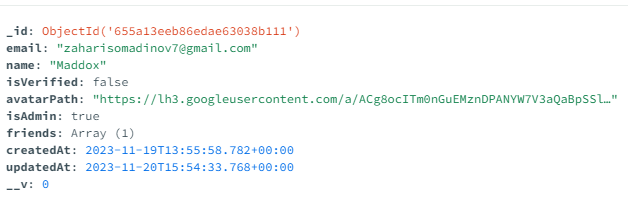 _id: ObjectId('655a13eeb86edae63038b111')
email: "zaharisomadinov7@gmail.com"
name: "Maddox"
isVerified: false
avatarPath: "https://lh3.googleusercontent.com/a/ACg8ocITm0nGuEMznDPANYW7V3aQaBpSSl…"
isAdmin: true
friends: Array (1)
createdAt: 2023-11-19T13:55:58.782+00:00
updatedAt: 2023-11-20T15:54:33.768+00:00
__v: 0